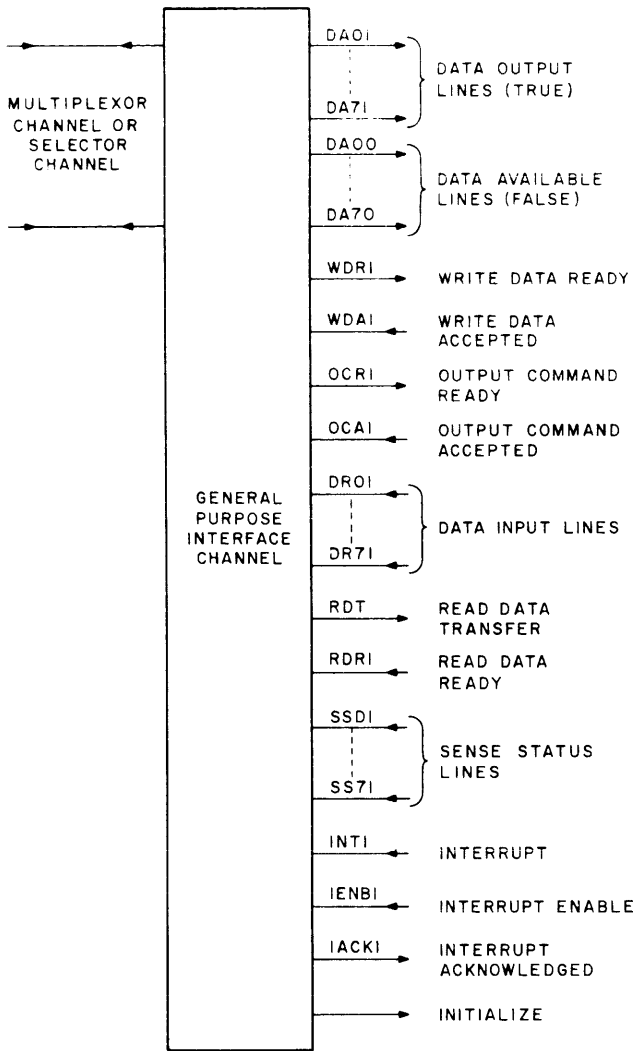 MULTIPLEXOR
CHANNEL OR
SELECTOR
CHANNEL
GENERAL
PURPOSE
INTERFACE
CHANNEL
DA01
DA71
DATA OUTPUT
LINES (TRUE)
DA00
DA70
DATA AVAILABLE
LINES (FALSE)
WDR1
WRITE DATA READY
WDA1
WRITE DATA
ACCEPTED
OCR1
OUTPUT COMMAND
READY
OCA1
OUTPUT COMMAND
ACCEPTED
DR01
DR71
DATA INPUT LINES
RDT
READ DATA
TRANSFER
RDR1
READ DATA
READY
SSD1
SS71
SENSE STATUS
LINES
INT1
INTERRUPT
IENB1
INTERRUPT ENABLE
IACK1
INTERRUPT
ACKNOWLEDGED
INITIALIZE